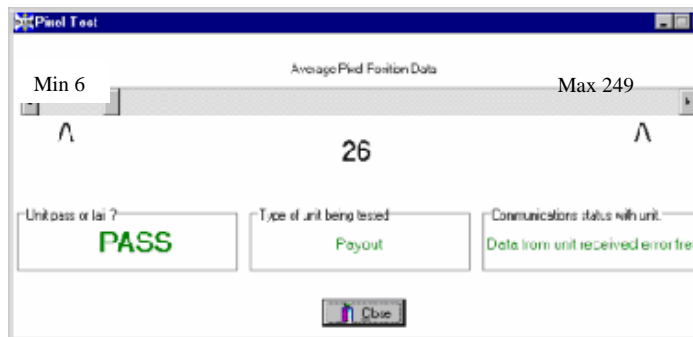 Pixel Test
Average Pixel Position Data
Min 6
Max 249
26
Unit pass or fail ?
PASS
Type of unit being tested
Payout
Communications status with unit.
Data from unit received error fre
Close